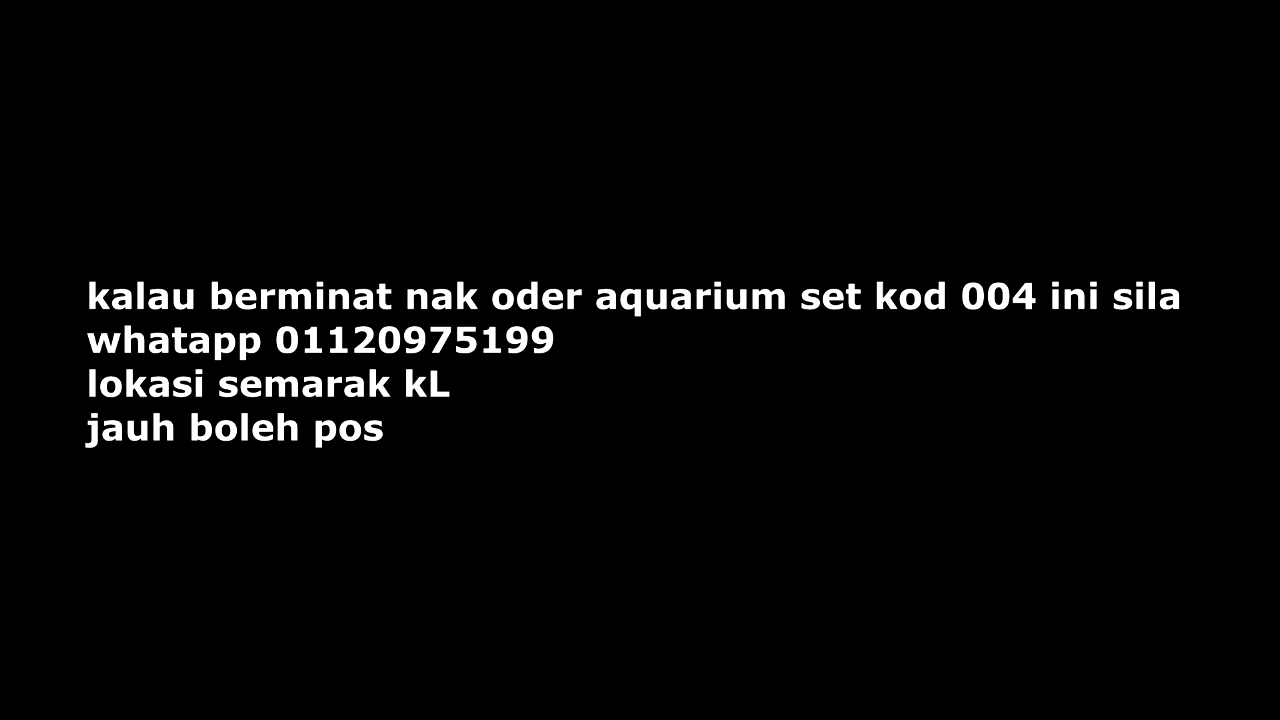 kalau berminat nak oder aquarium set kod 004 ini sila
whatapp 01120975199
lokasi semarak kL
jauh boleh pos